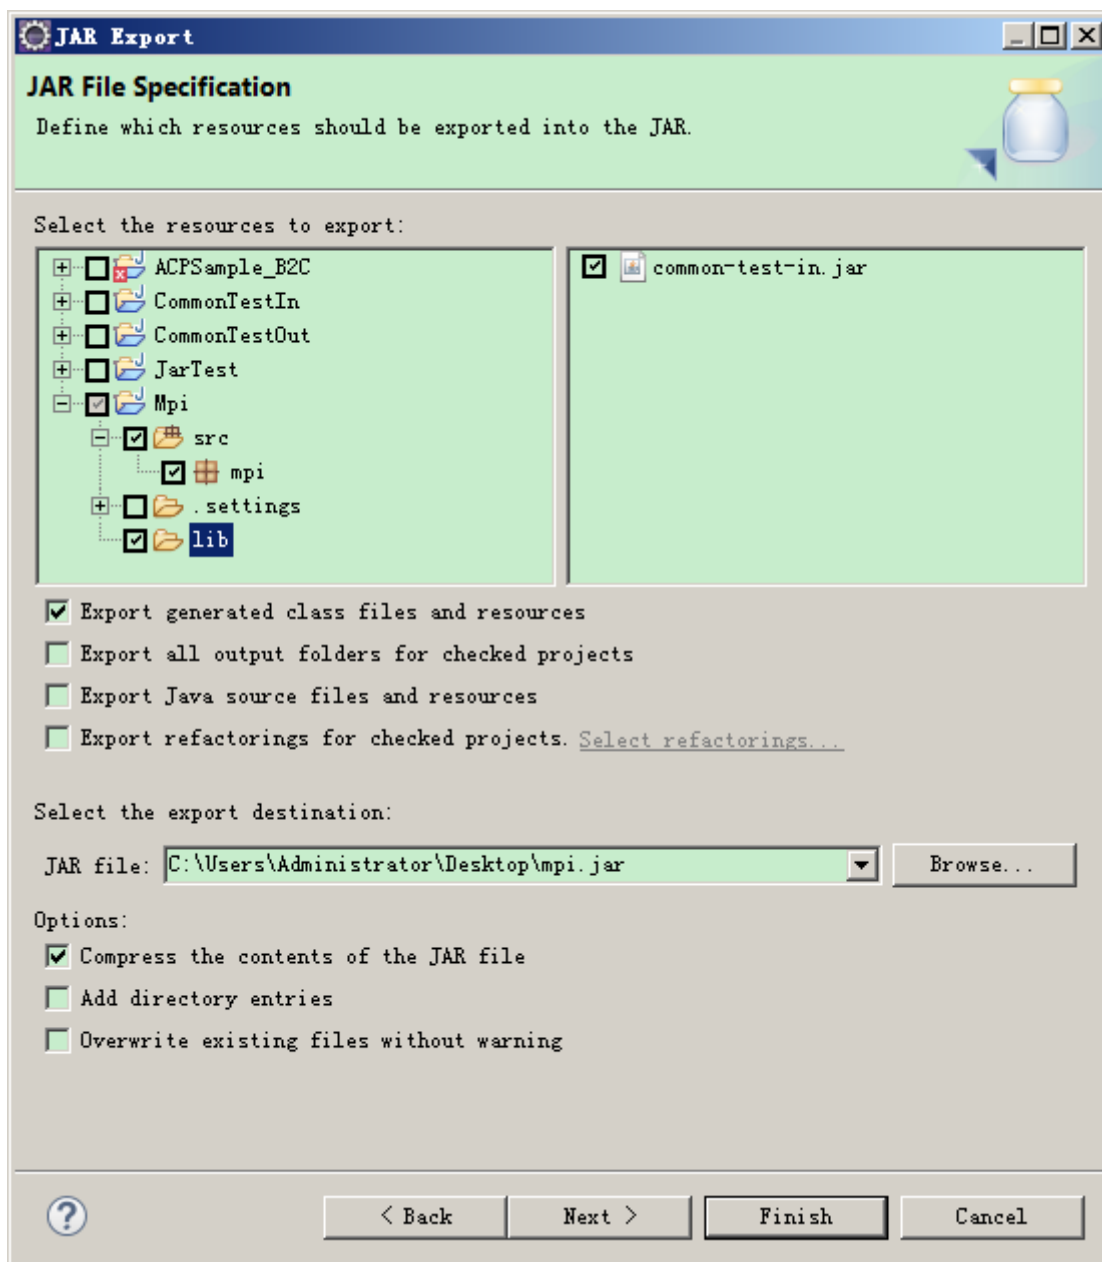 JAR Export
JAR File Specification
Define which resources should be exported into the JAR.
Select the resources to export:
ACPSample_B2C
CommonTestIn
CommonTestOut
JarTest
Mpi
src
mpi
.settings
lib
common-test-in.jar
Export generated class files and resources
Export all output folders for checked projects
Export Java source files and resources
Export refactorings for checked projects. Select refactorings...
Select the export destination:
JAR file: C:\Users\Administrator\Desktop\mpi.jar Browse...
Options:
Compress the contents of the JAR file
Add directory entries
Overwrite existing files without warning
? < Back Next > Finish Cancel